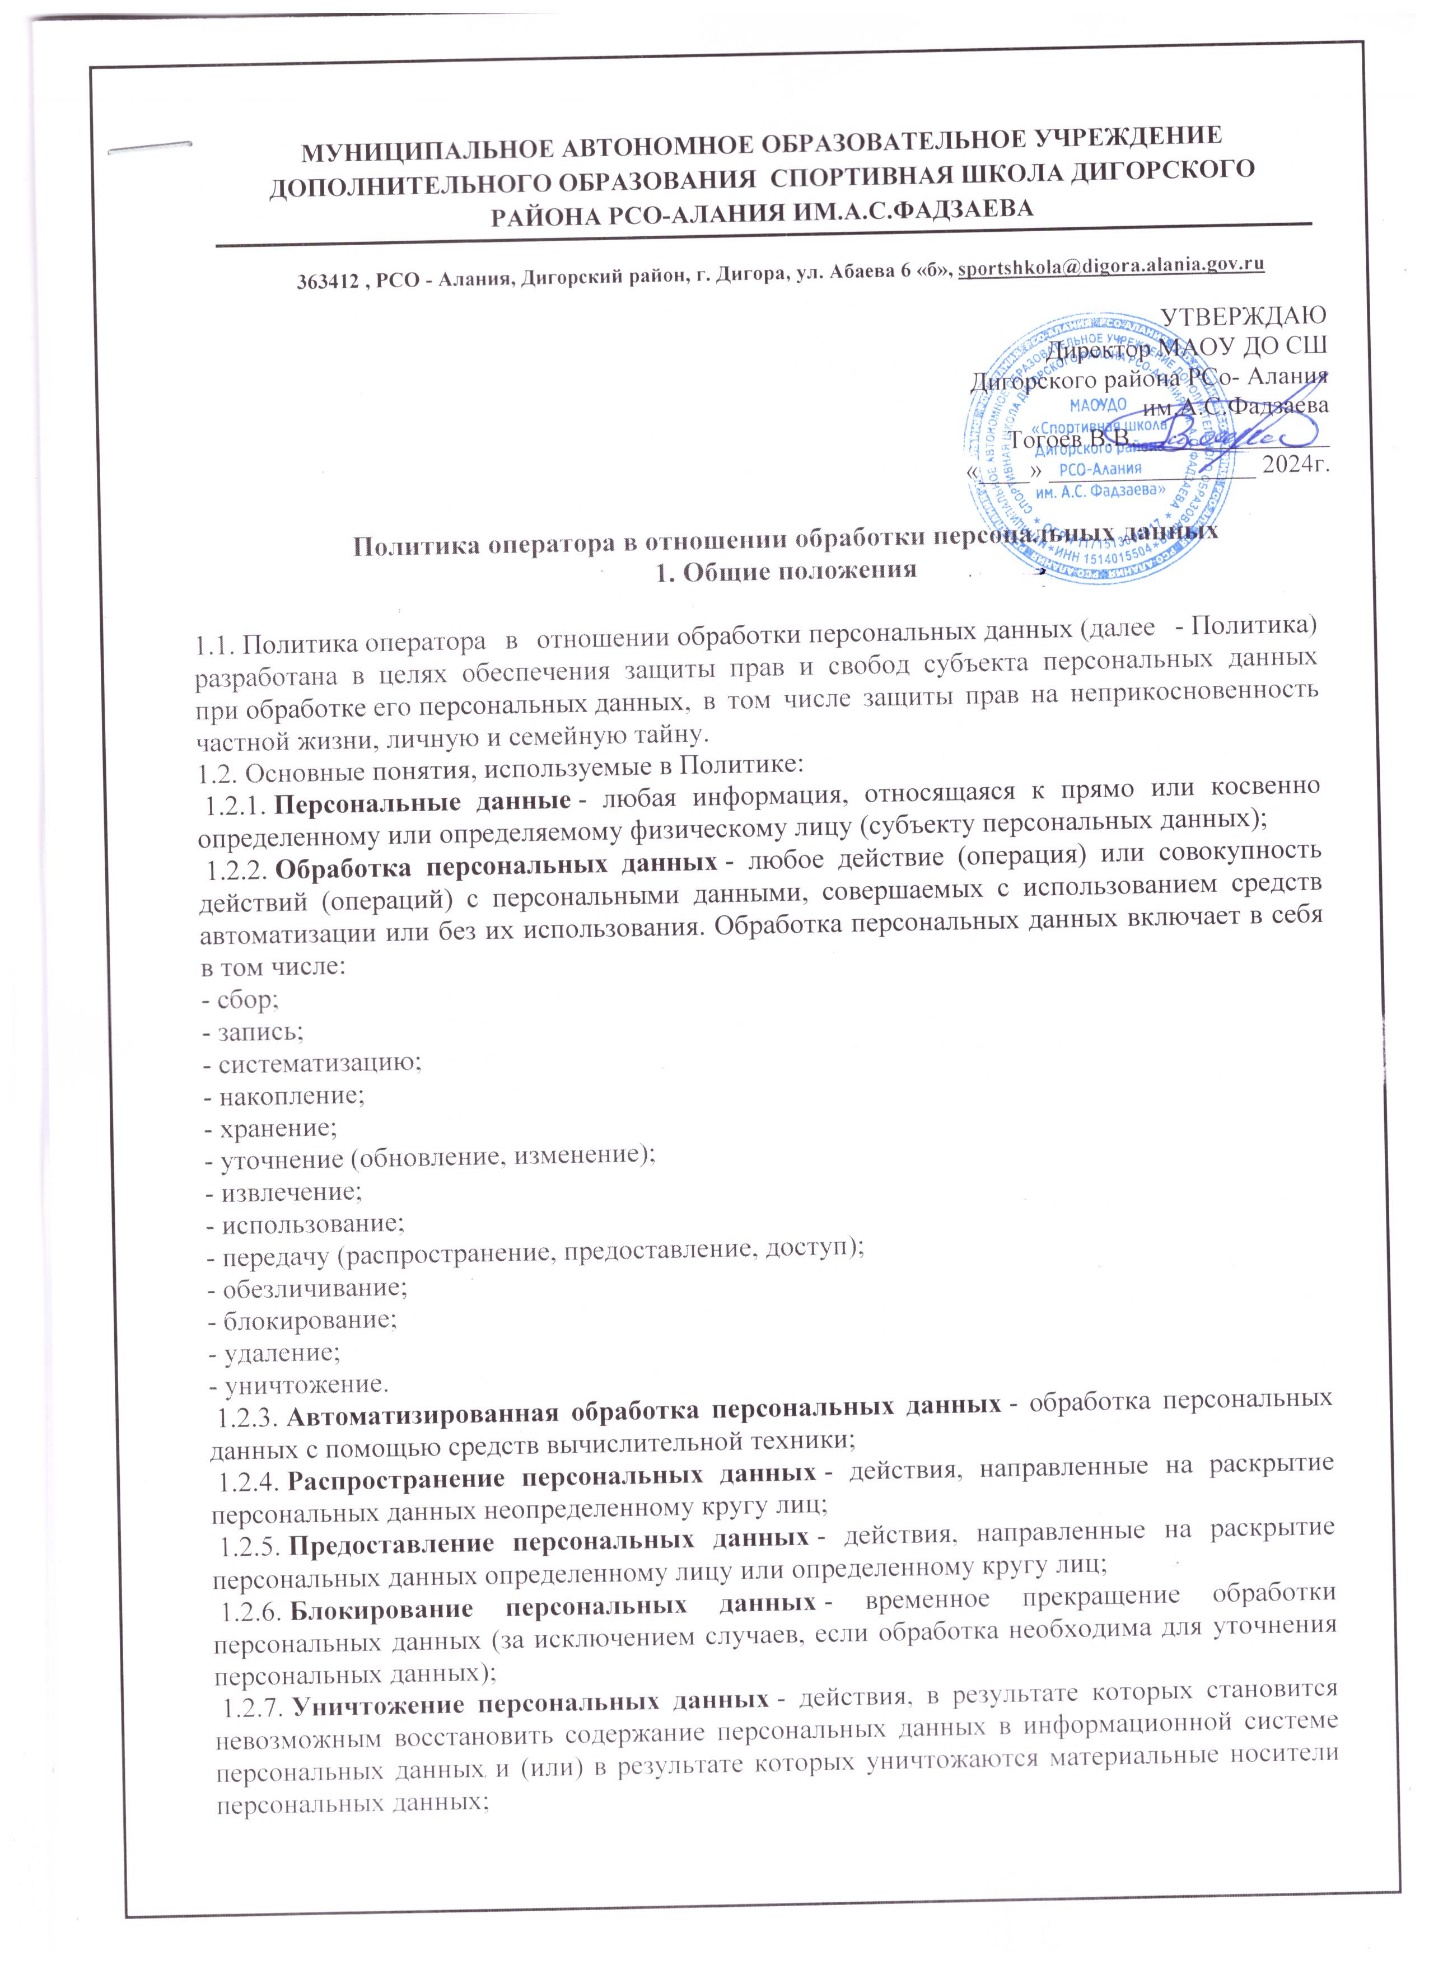 МУНИЦИПАЛЬНОЕ АВТОНОМНОЕ ОБРАЗОВАТЕЛЬНОЕ УЧРЕЖДЕНИЕ
ДОПОЛНИТЕЛЬНОГО ОБРАЗОВАНИЯ СПОРТИВНАЯ ШКОЛА ДИГОРСКОГО
РАЙОНА РСО-АЛАНИЯ ИМ.А.С.ФАДЗАЕВА
363412 , РСО - Алания, Дигорский район, г. Дигора, ул. Абаева 6 «б», sportshkola@digora.alania.gov.ru
УТВЕРЖДАЮ
Директор МАОУ ДО СШ
Дигорского района РСо- Алания
им.А.С.Фадзаева
Тогоев В.В.
«____» ________________ 2024г.
МАОУДО
«Спортивная школа
Дигорского района
РСО-Алания
им. А.С. Фадзаева»
ИНН 1514015504
Политика оператора в отношении обработки персональных данных
1. Общие положения
1.1. Политика оператора в отношении обработки персональных данных (далее - Политика)
разработана в целях обеспечения защиты прав и свобод субъекта персональных данных
при обработке его персональных данных, в том числе защиты прав на неприкосновенность
частной жизни, личную и семейную тайну.
1.2. Основные понятия, используемые в Политике:
1.2.1. Персональные данные - любая информация, относящаяся к прямо или косвенно
определенному или определяемому физическому лицу (субъекту персональных данных);
1.2.2. Обработка персональных данных - любое действие (операция) или совокупность
действий (операций) с персональными данными, совершаемых с использованием средств
автоматизации или без их использования. Обработка персональных данных включает в себя
в том числе:
- сбор;
- запись;
- систематизацию;
- накопление;
- хранение;
- уточнение (обновление, изменение);
- извлечение;
- использование;
- передачу (распространение, предоставление, доступ);
- обезличивание;
- блокирование;
- удаление;
- уничтожение.
1.2.3. Автоматизированная обработка персональных данных - обработка персональных
данных с помощью средств вычислительной техники;
1.2.4. Распространение персональных данных - действия, направленные на раскрытие
персональных данных неопределенному кругу лиц;
1.2.5. Предоставление персональных данных - действия, направленные на раскрытие
персональных данных определенному лицу или определенному кругу лиц;
1.2.6. Блокирование персональных данных - временное прекращение обработки
персональных данных (за исключением случаев, если обработка необходима для уточнения
персональных данных);
1.2.7. Уничтожение персональных данных - действия, в результате которых становится
невозможным восстановить содержание персональных данных в информационной системе
персональных данных и (или) в результате которых уничтожаются материальные носители
персональных данных;